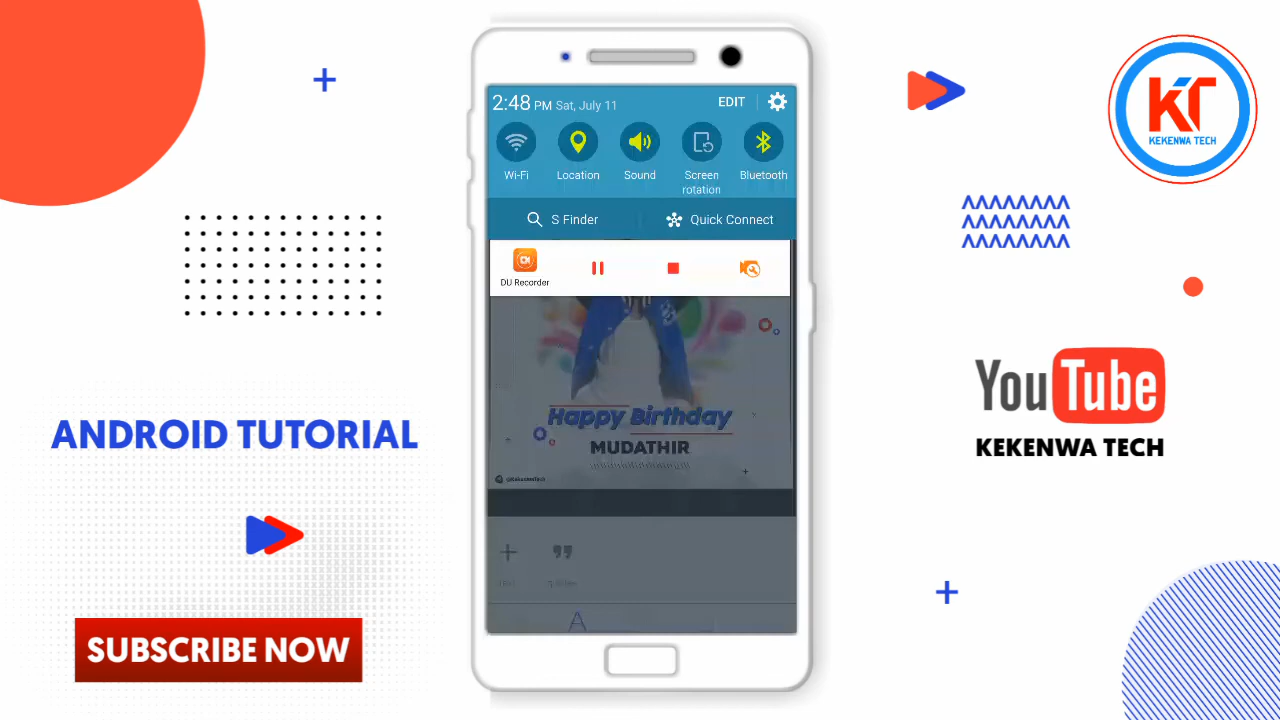 2:48 PM Sat, July 11 EDIT
Wi-Fi Location Sound Screen rotation Bluetooth
S Finder Quick Connect
DU Recorder
Happy Birthday
MUDATHIR
KT
KEKENWA TECH
ANDROID TUTORIAL
SUBSCRIBE NOW
YouTube
KEKENWA TECH
A